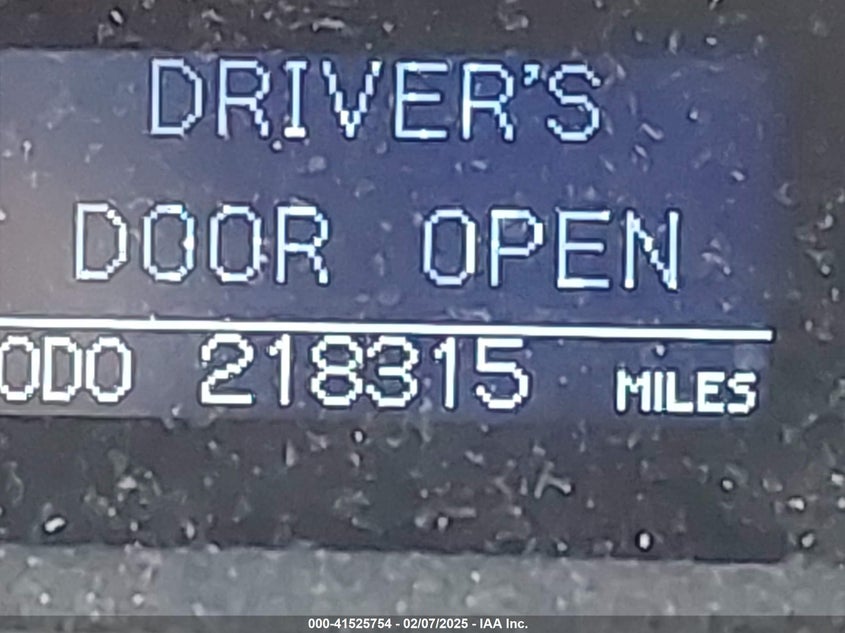 DRIVER'S
DOOR OPEN
ODO 218315 MILES
000-41525754 - 02/07/2025 - IAA Inc.